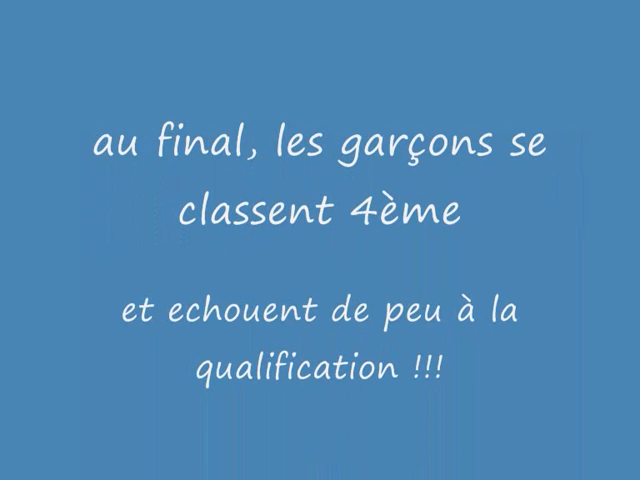 au final, les garçons se
classent 4ème
et echouent de peu à la
qualification !!!